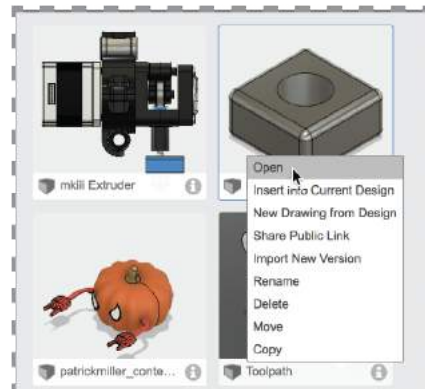 mkiii Extruder
Open
Insert into Current Design
New Drawing from Design
Share Public Link
Import New Version
Rename
Delete
Move
Copy
patrickmiller_conte...
Toolpath